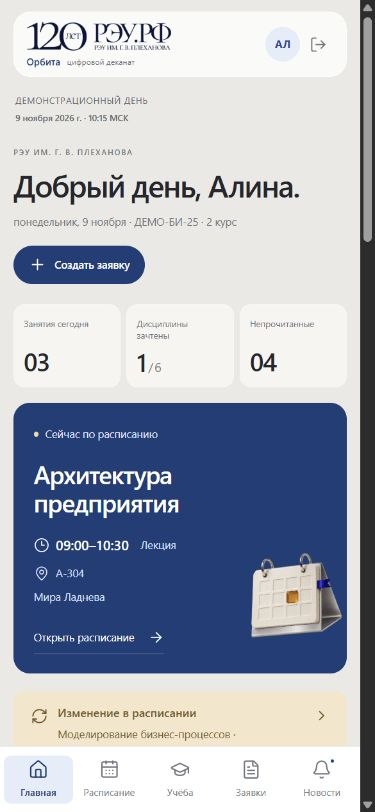 120 лет РЭУ.РФ
РЭУ ИМ. Г. В. ПЛЕХАНОВА
Орбита цифровой деканат
АЛ
ДЕМОНСТРАЦИОННЫЙ ДЕНЬ
9 ноября 2026 г. · 10:15 МСК
РЭУ ИМ. Г. В. ПЛЕХАНОВА
Добрый день, Алина.
понедельник, 9 ноября · ДЕМО-БИ-25 · 2 курс
Создать заявку
Занятия сегодня
03
Дисциплины
зачтены
1/6
Непрочитанные
04
Сейчас по расписанию
Архитектура
предприятия
09:00–10:30 Лекция
А-304
Мира Ладнева
Открыть расписание
Изменение в расписании
Моделирование бизнес-процессов ·
Главная
Расписание
Учеба
Заявки
Новости